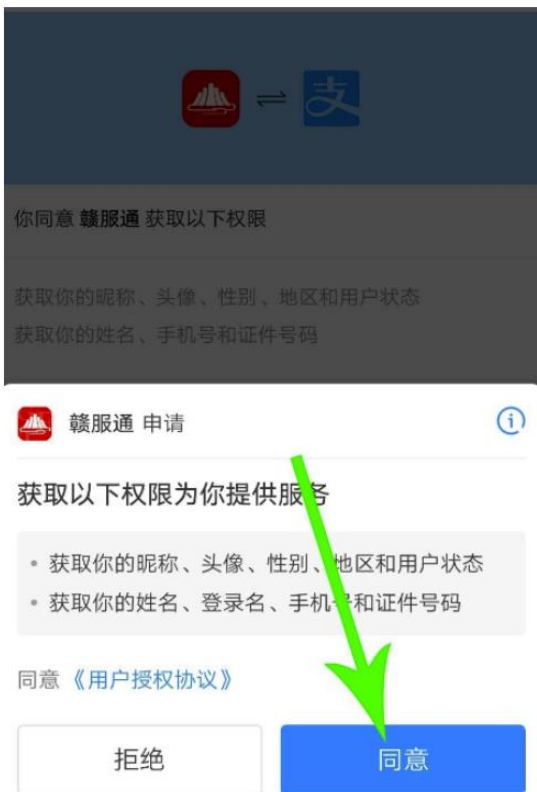 支
你同意 赣服通 获取以下权限
获取你的昵称、头像、性别、地区和用户状态
获取你的姓名、手机号和证件号码
赣服通 申请
获取以下权限为你提供服务
• 获取你的昵称、头像、性别、地区和用户状态
• 获取你的姓名、登录名、手机号和证件号码
同意《用户授权协议》
拒绝
同意